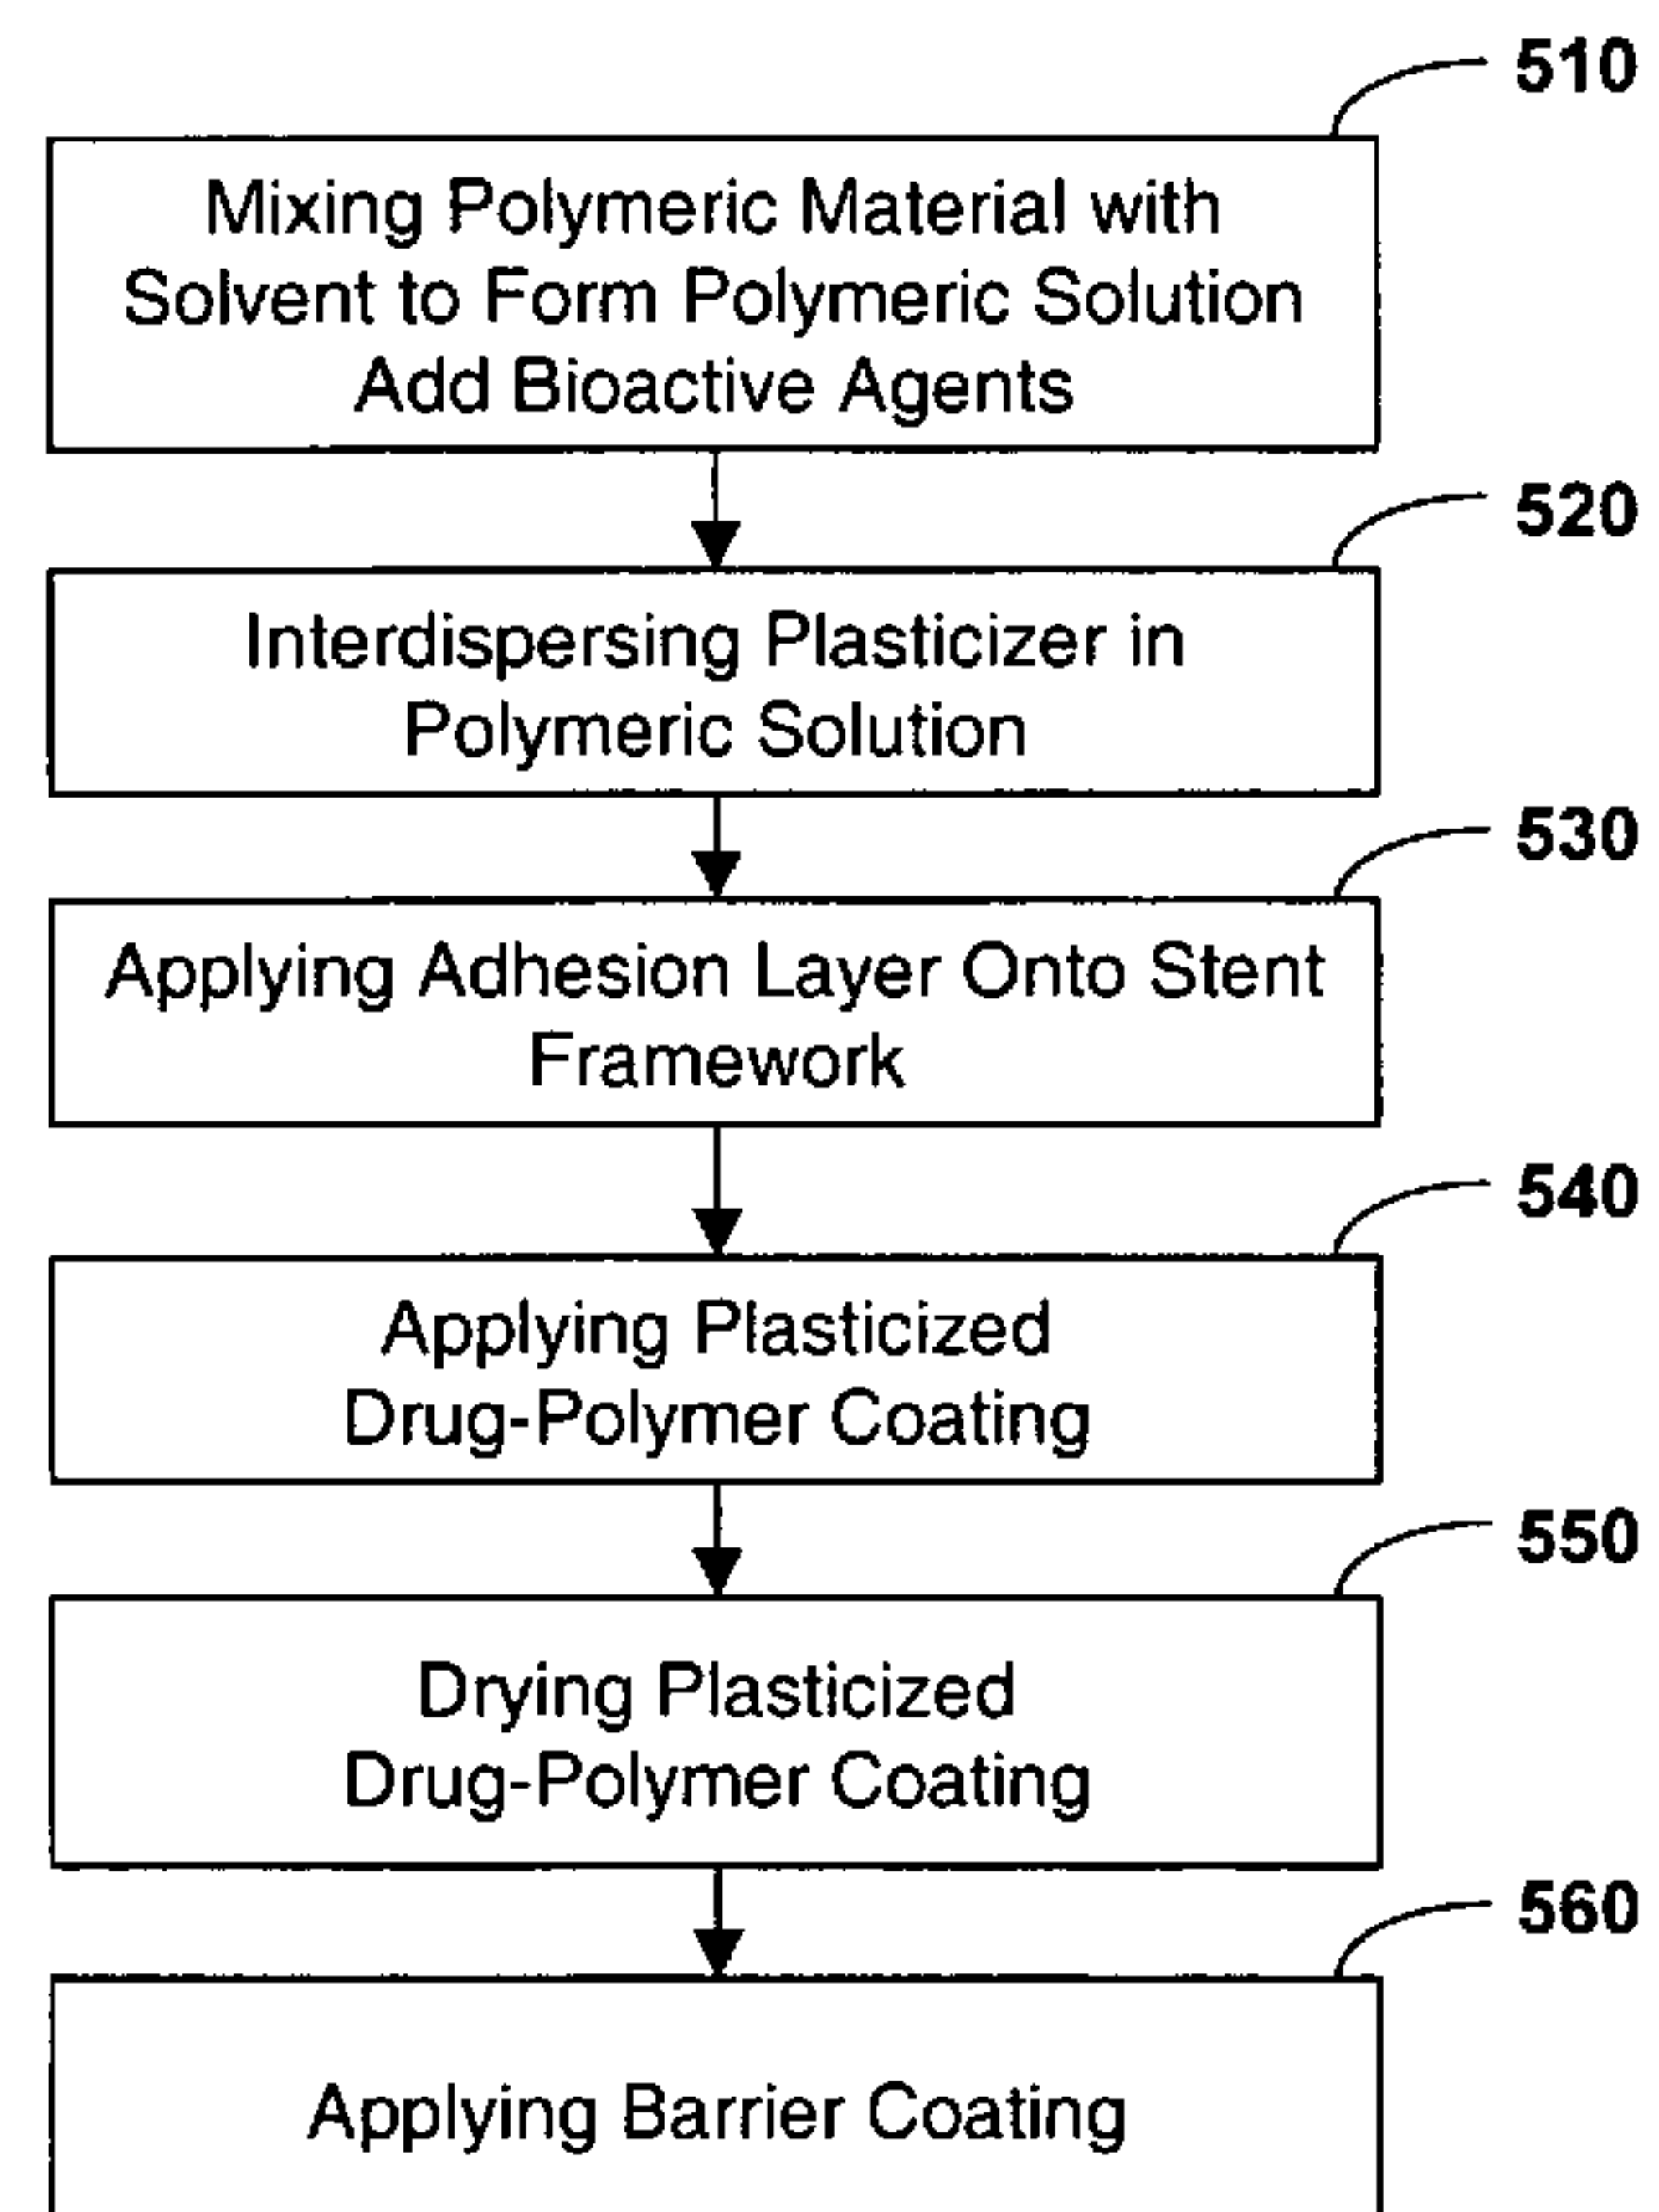 510
Mixing Polymeric Material with
Solvent to Form Polymeric Solution
Add Bioactive Agents
520
Interdispersing Plasticizer in
Polymeric Solution
530
Applying Adhesion Layer Onto Stent
Framework
540
Applying Plasticized
Drug-Polymer Coating
550
Drying Plasticized
Drug-Polymer Coating
560
Applying Barrier Coating